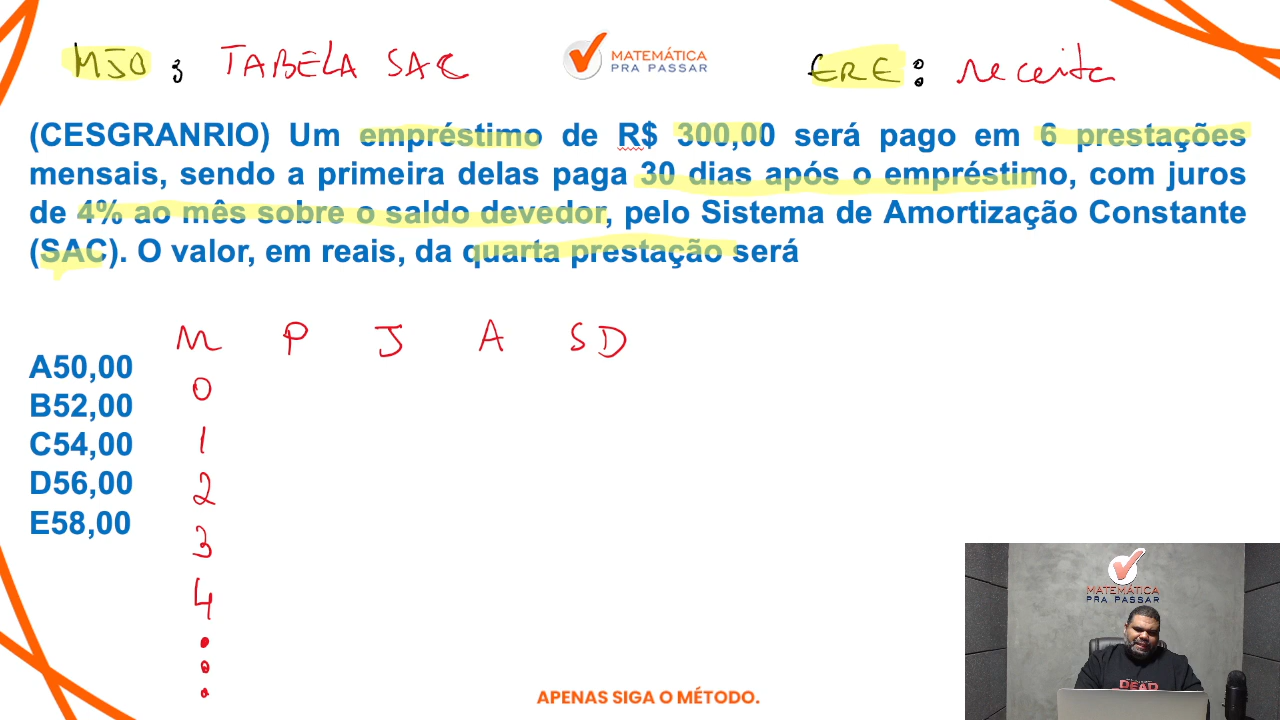 MJO : TABELA SAC
MATEMÁTICA
PRA PASSAR
ERE: receita
(CESGRANRIO) Um empréstimo de R$ 300,00 será pago em 6 prestações
mensais, sendo a primeira delas paga 30 dias após o empréstimo, com juros
de 4% ao mês sobre o saldo devedor, pelo Sistema de Amortização Constante
(SAC). O valor, em reais, da quarta prestação será
M P J A SD
A50,00
B52,00
C54,00
D56,00
E58,00
0
1
2
3
4
MATEMÁTICA
PRA PASSAR
DEAD
APENAS SIGA O MÉTODO.